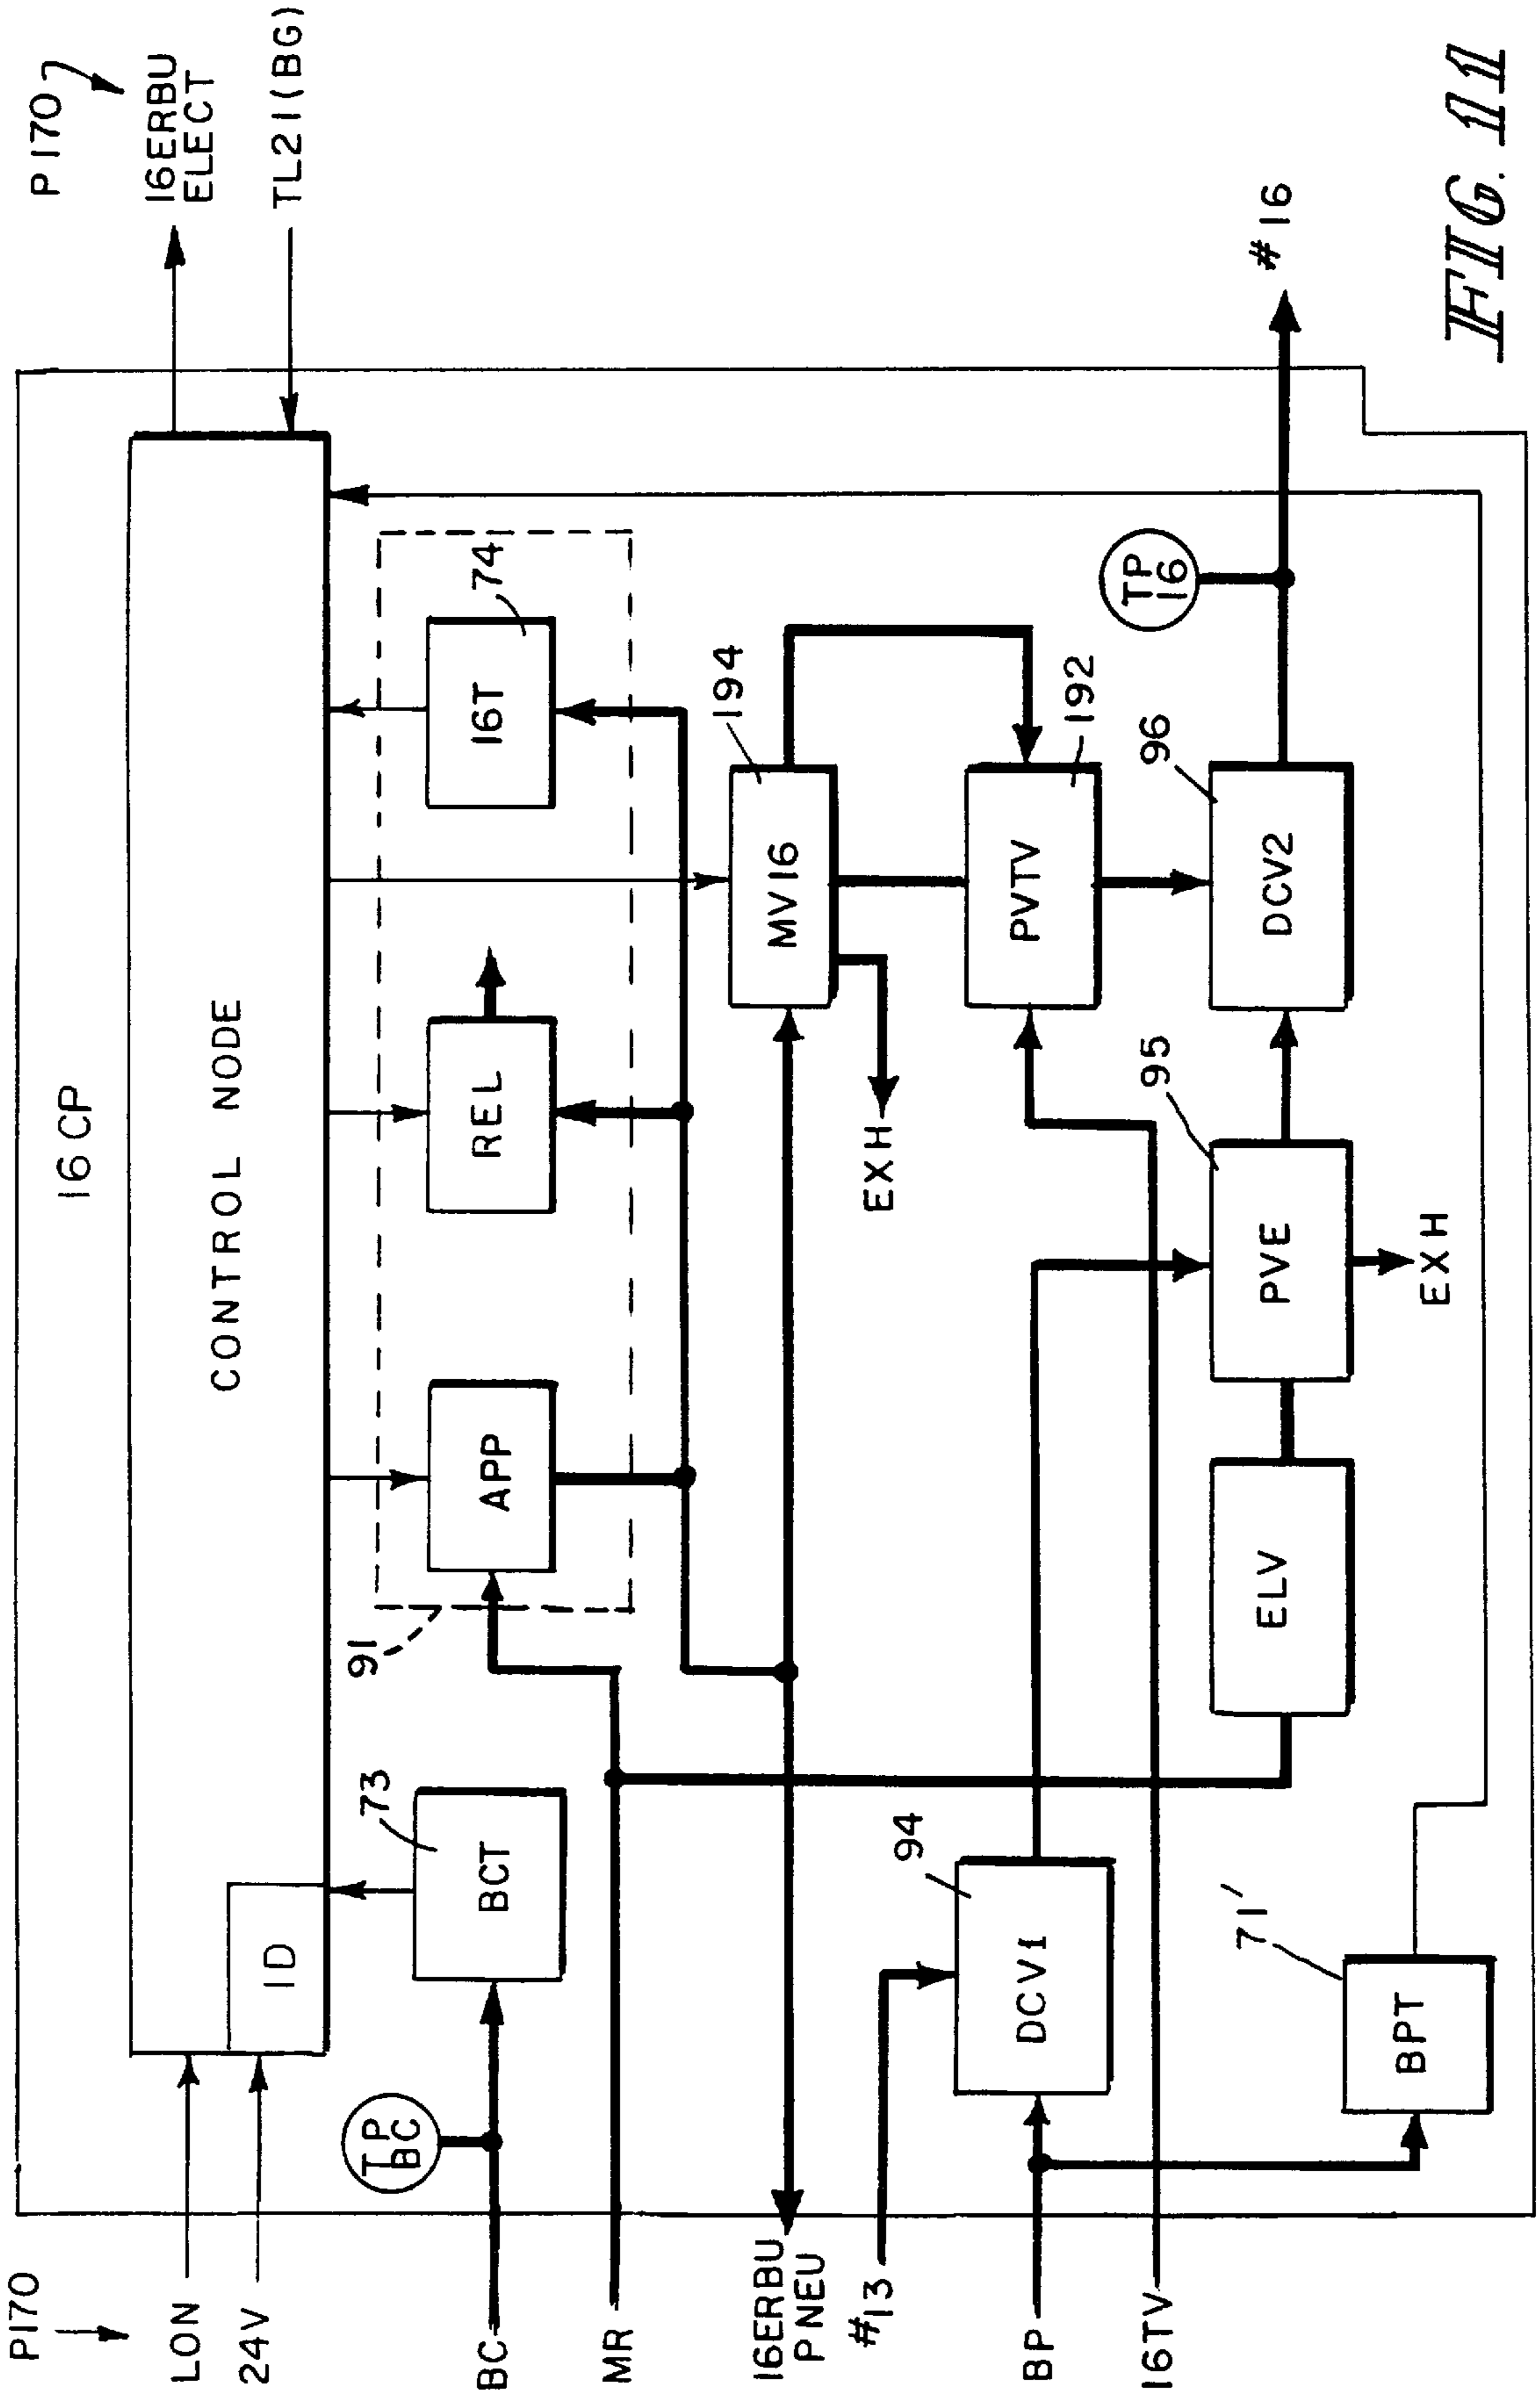 P170
LON
24V
BC
MR
16ERBU
PNEU
#13
BP
16TV
16 CP
CONTROL NODE
ID
TP
BC
BCT
73
91
APP
REL
16T
74
MV16
194
EXH
PVTV
192
DCV1
94
ELV
PVE
95
EXH
DCV2
96
TP
16
BPT
71'
P170
16ERBU
ELECT
TL21(BG)
#16
FIG. 11